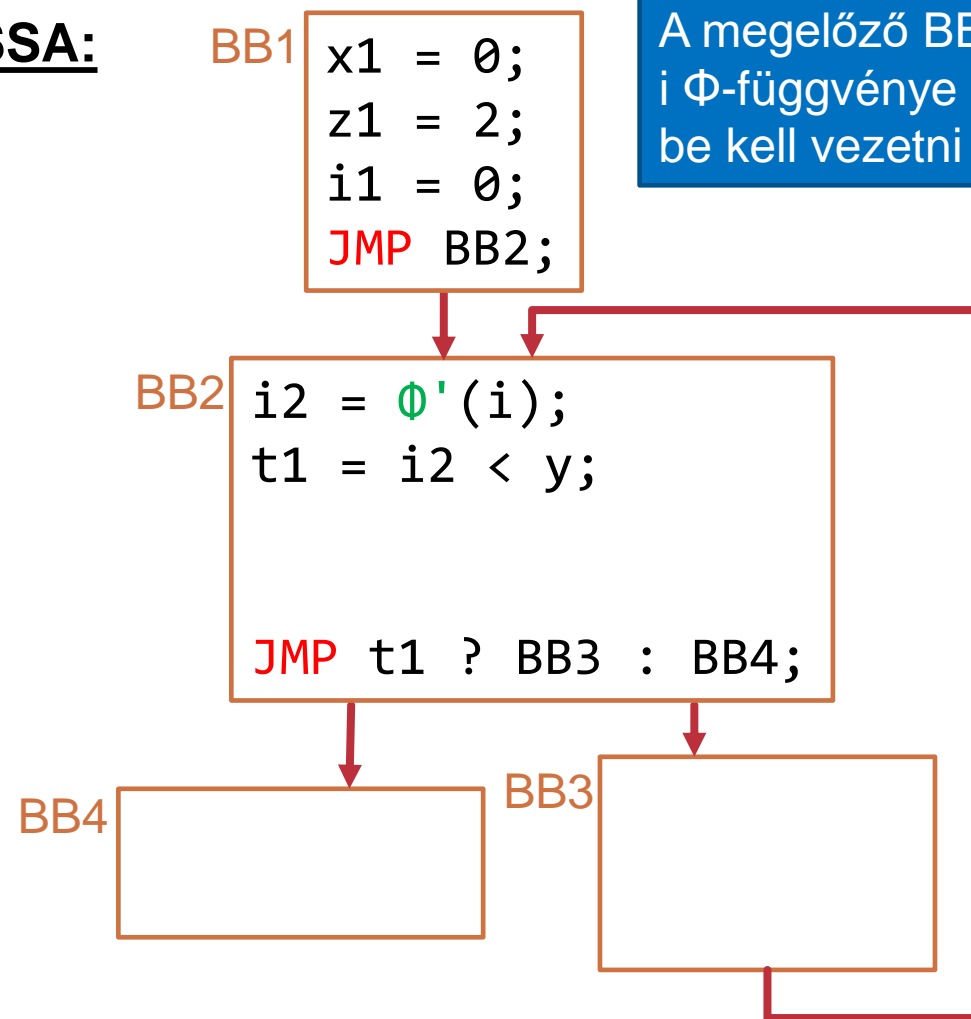 SSA:
BB1
x1 = 0;
z1 = 2;
i1 = 0;
JMP BB2;
A megelőző BB
i Φ-függvénye
be kell vezetni
BB2
i2 = Φ'(i);
t1 = i2 < y;
JMP t1 ? BB3 : BB4;
BB4
BB3